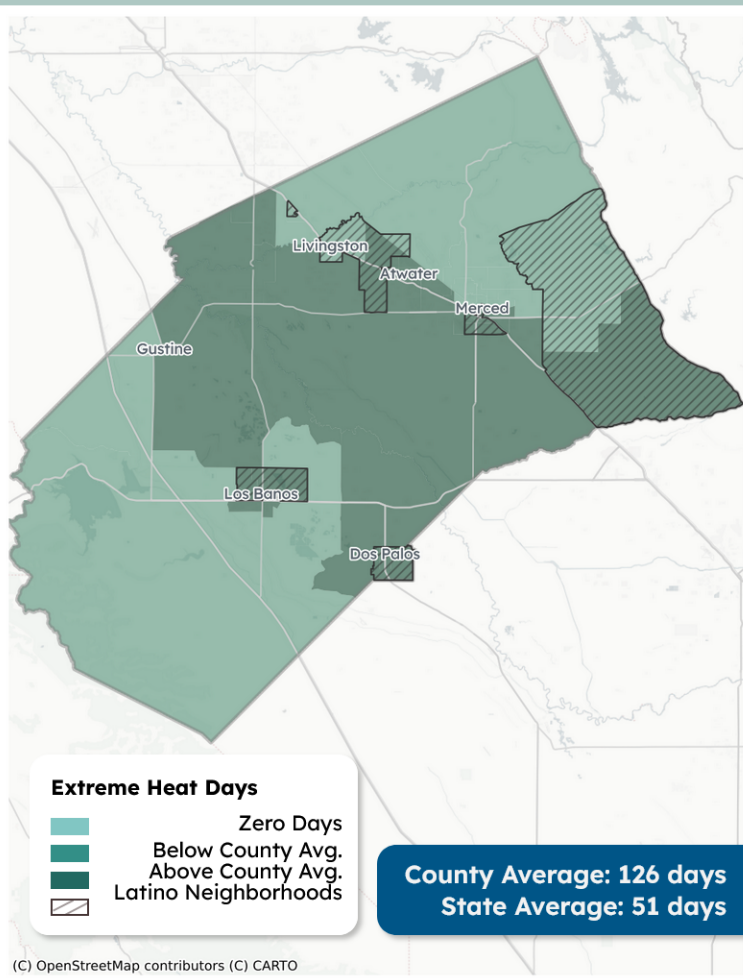 Livingston
Atwater
Merced
Gustine
Los Banos
Dos Palos
Extreme Heat Days
Zero Days
Below County Avg.
Above County Avg.
Latino Neighborhoods
County Average: 126 days
State Average: 51 days
(C) OpenStreetMap contributors (C) CARTO